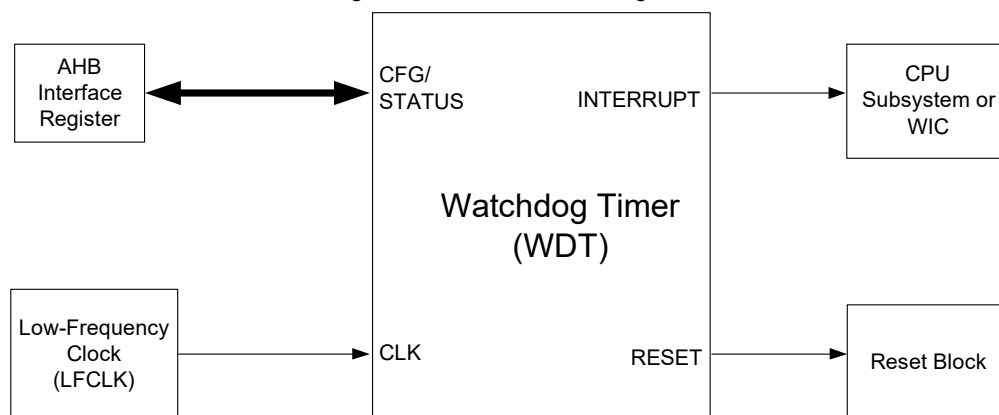 AHB
Interface
Register
CFG/
STATUS
INTERRUPT
CPU
Subsystem or
WIC
Watchdog Timer
(WDT)
Low-Frequency
Clock
(LFCLK)
CLK
RESET
Reset Block